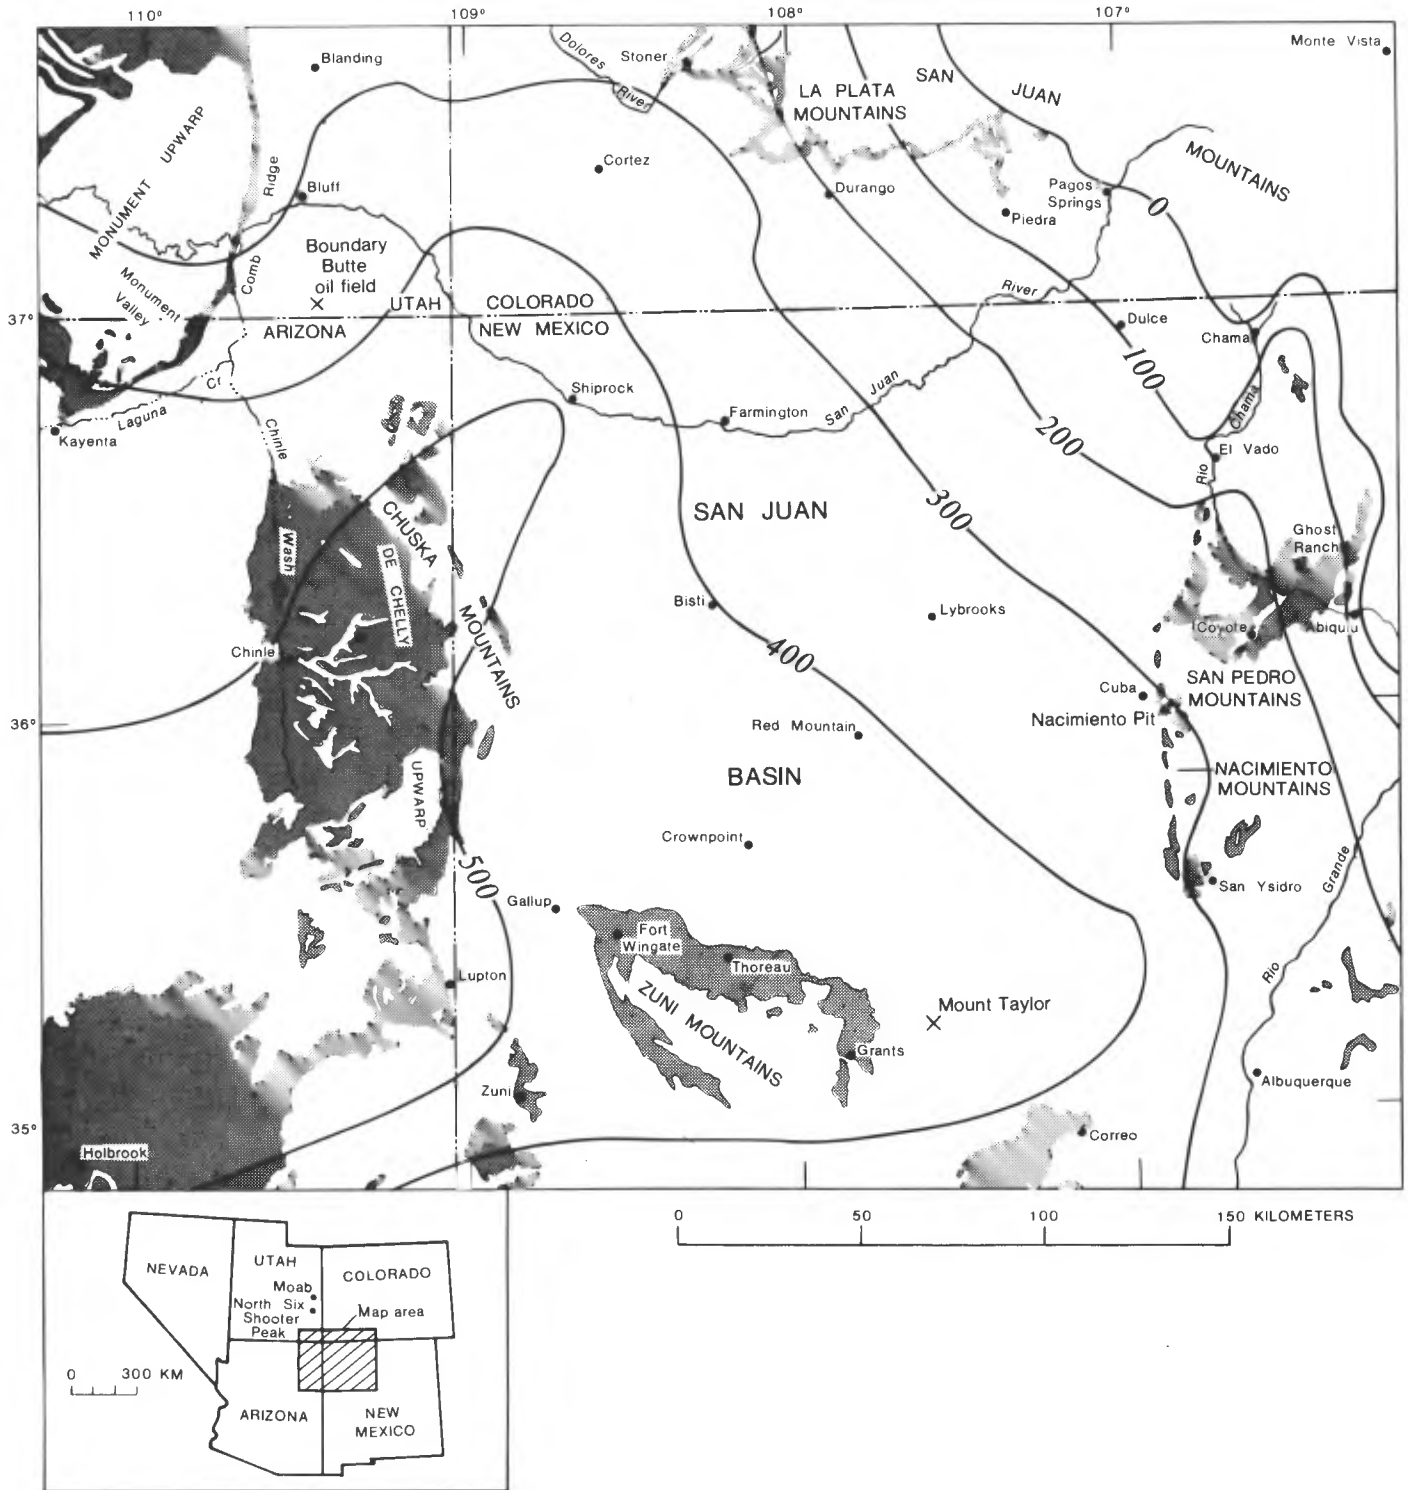 110°
109°
108°
107°
Monte Vista
Blanding
Dolores
River
Stoner
LA PLATA
MOUNTAINS
SAN
JUAN
MOUNTAINS
MONUMENT
UPWARP
Ridge
Comb
Bluff
Cortez
Durango
Pagos
Springs
Piedra
0
Boundary
Butte
oil field
Monument
Valley
37°
UTAH
ARIZONA
COLORADO
NEW MEXICO
River
Dulce
Chama
100
Cr
Laguna
Kayenta
Chinle
Shiprock
Farmington
San
Juan
200
Chama
Rio
El Vado
SAN JUAN
300
CHUSKA
MOUNTAINS
Wash
DE CHELLY
Ghost
Ranch
Bisti
Lybrooks
Coyote
Abiquiu
Chinle
400
SAN PEDRO
MOUNTAINS
Cuba
Nacimiento Pit
36°
Red Mountain
BASIN
NACIMIENTO
MOUNTAINS
UPWARP
Crownpoint
500
San Ysidro
Grande
Rio
Gallup
Fort
Wingate
Thoreau
Lupton
ZUNI MOUNTAINS
Mount Taylor
Grants
Zuni
Albuquerque
35°
Correo
Holbrook
0
50
100
150 KILOMETERS
NEVADA
UTAH
Moab
North Six
Shooter
Peak
COLORADO
Map area
0 300 KM
ARIZONA
NEW
MEXICO